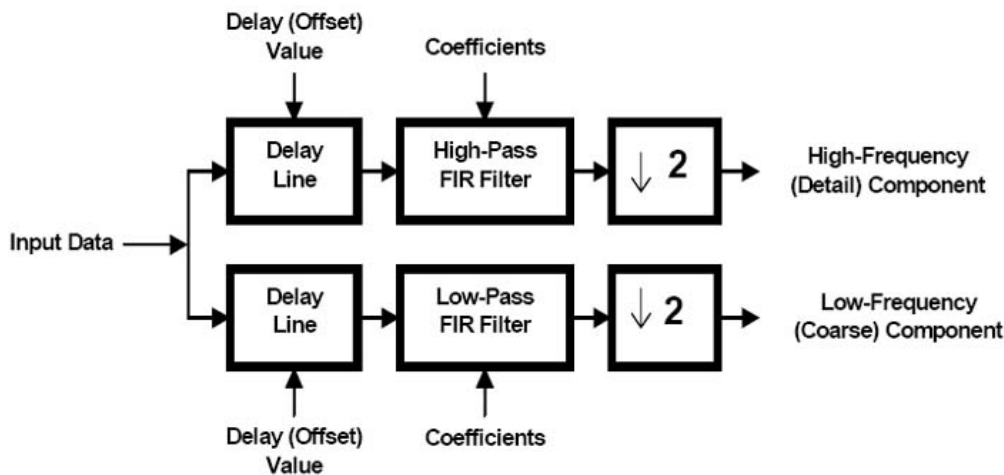 Delay (Offset)
Value
Coefficients
Delay
Line
High-Pass
FIR Filter
↓ 2
High-Frequency
(Detail) Component
Input Data
Delay
Line
Low-Pass
FIR Filter
↓ 2
Low-Frequency
(Coarse) Component
Delay (Offset)
Value
Coefficients